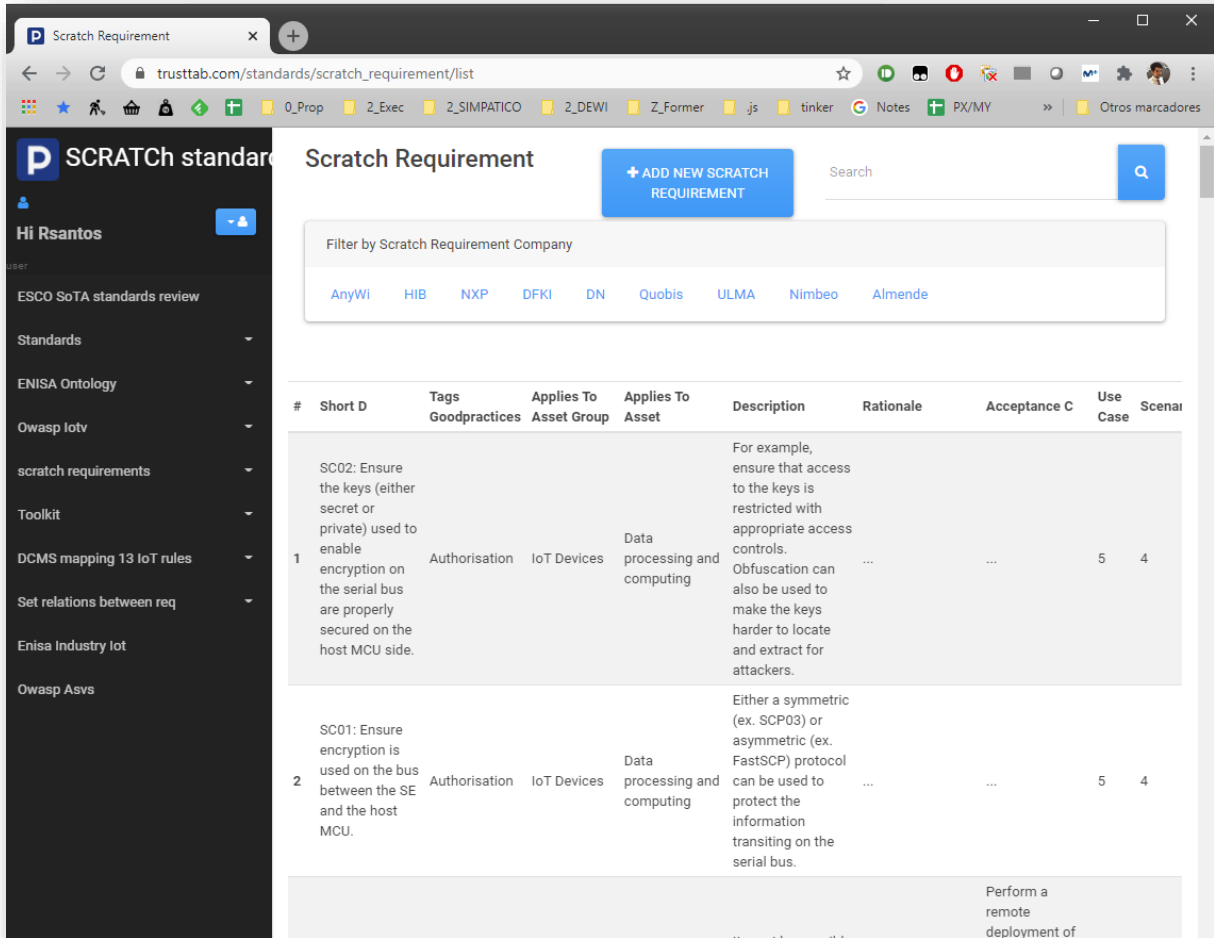 Scratch Requirement
trusttab.com/standards/scratch_requirement/list
0_Prop 2_Exec 2_SIMPATICO 2_DEWI Z_Former .js tinker Notes PX/MY » Otros marcadores
SCRATCh standard
Hi Rsantos
user
ESCO SoTA standards review
Standards
ENISA Ontology
Owasp Iotv
scratch requirements
Toolkit
DCMS mapping 13 IoT rules
Set relations between req
Enisa Industry Iot
Owasp Asvs
Scratch Requirement
+ ADD NEW SCRATCH
REQUIREMENT
Search
Filter by Scratch Requirement Company
AnyWi HIB NXP DFKI DN Quobis ULMA Nimbeo Almende
# Short D Tags Goodpractices Applies To Asset Group Applies To Asset Description Rationale Acceptance C Use Case Scenar
1
SC02: Ensure
the keys (either
secret or
private) used to
enable
encryption on
the serial bus
are properly
secured on the
host MCU side.
Authorisation
IoT Devices
Data
processing and
computing
For example,
ensure that access
to the keys is
restricted with
appropriate access
controls.
Obfuscation can
also be used to
make the keys
harder to locate
and extract for
attackers.
...
...
5
4
2
SC01: Ensure
encryption is
used on the bus
between the SE
and the host
MCU.
Authorisation
IoT Devices
Data
processing and
computing
Either a symmetric
(ex. SCP03) or
asymmetric (ex.
FastSCP) protocol
can be used to
protect the
information
transiting on the
serial bus.
...
...
5
4
Perform a
remote
deployment of